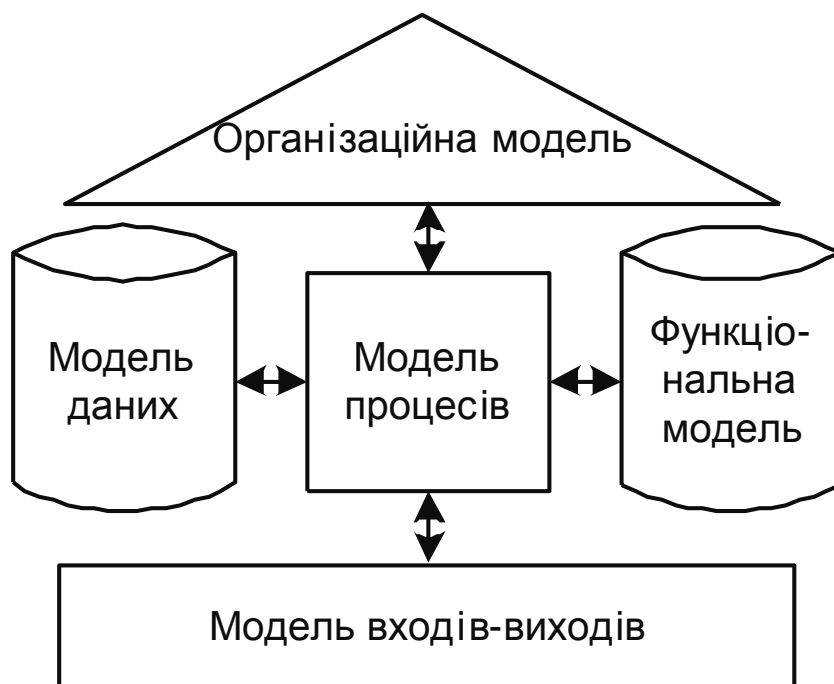 Організаційна модель
Модель
даних
Модель
процесів
Функціо-
нальна
модель
Модель входів-виходів